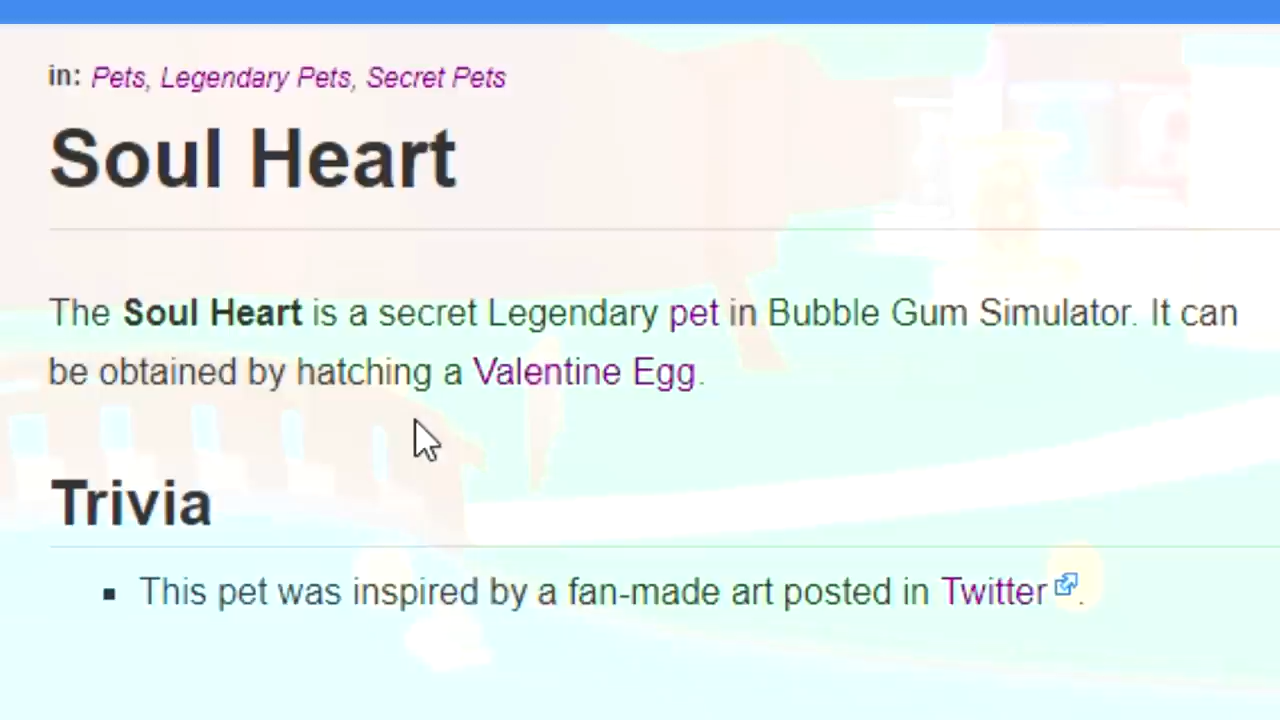 in: Pets, Legendary Pets, Secret Pets
Soul Heart
The Soul Heart is a secret Legendary pet in Bubble Gum Simulator. It can
be obtained by hatching a Valentine Egg.
Trivia
▪ This pet was inspired by a fan-made art posted in Twitter.